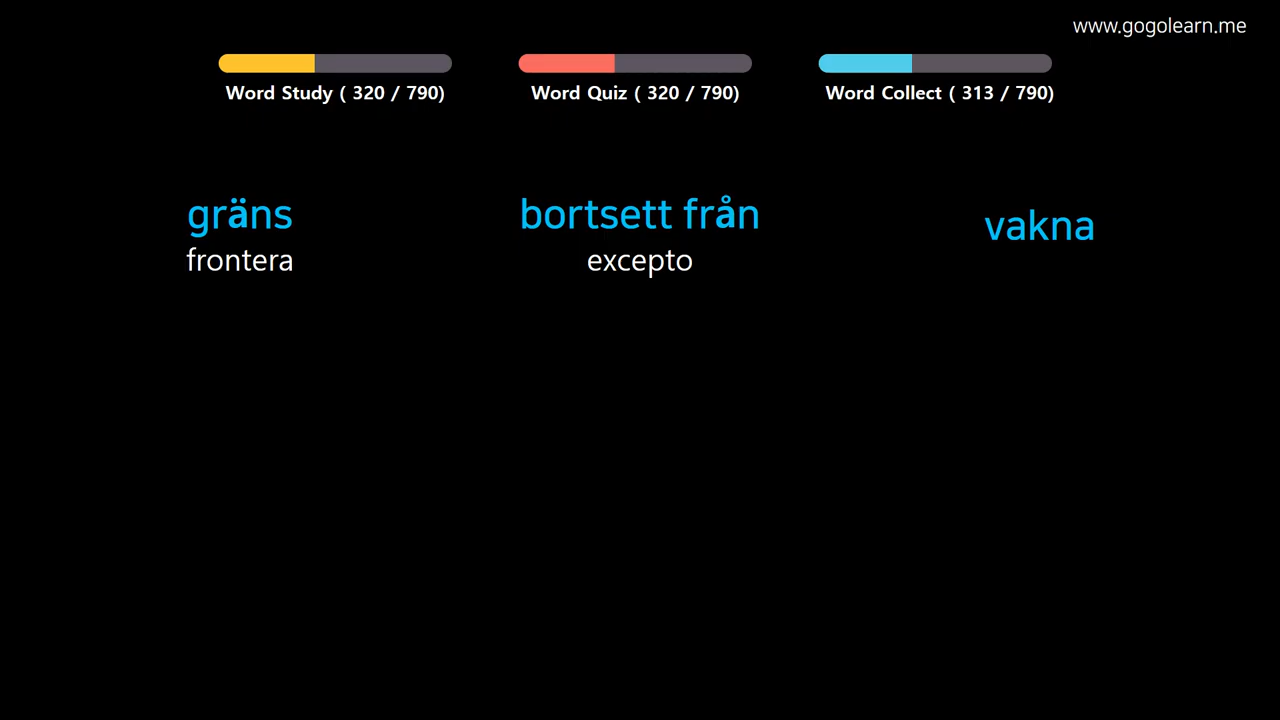 www.gogolearn.me
Word Study ( 320 / 790)
Word Quiz ( 320 / 790)
Word Collect ( 313 / 790)
gräns
frontera
bortsett från
excepto
vakna